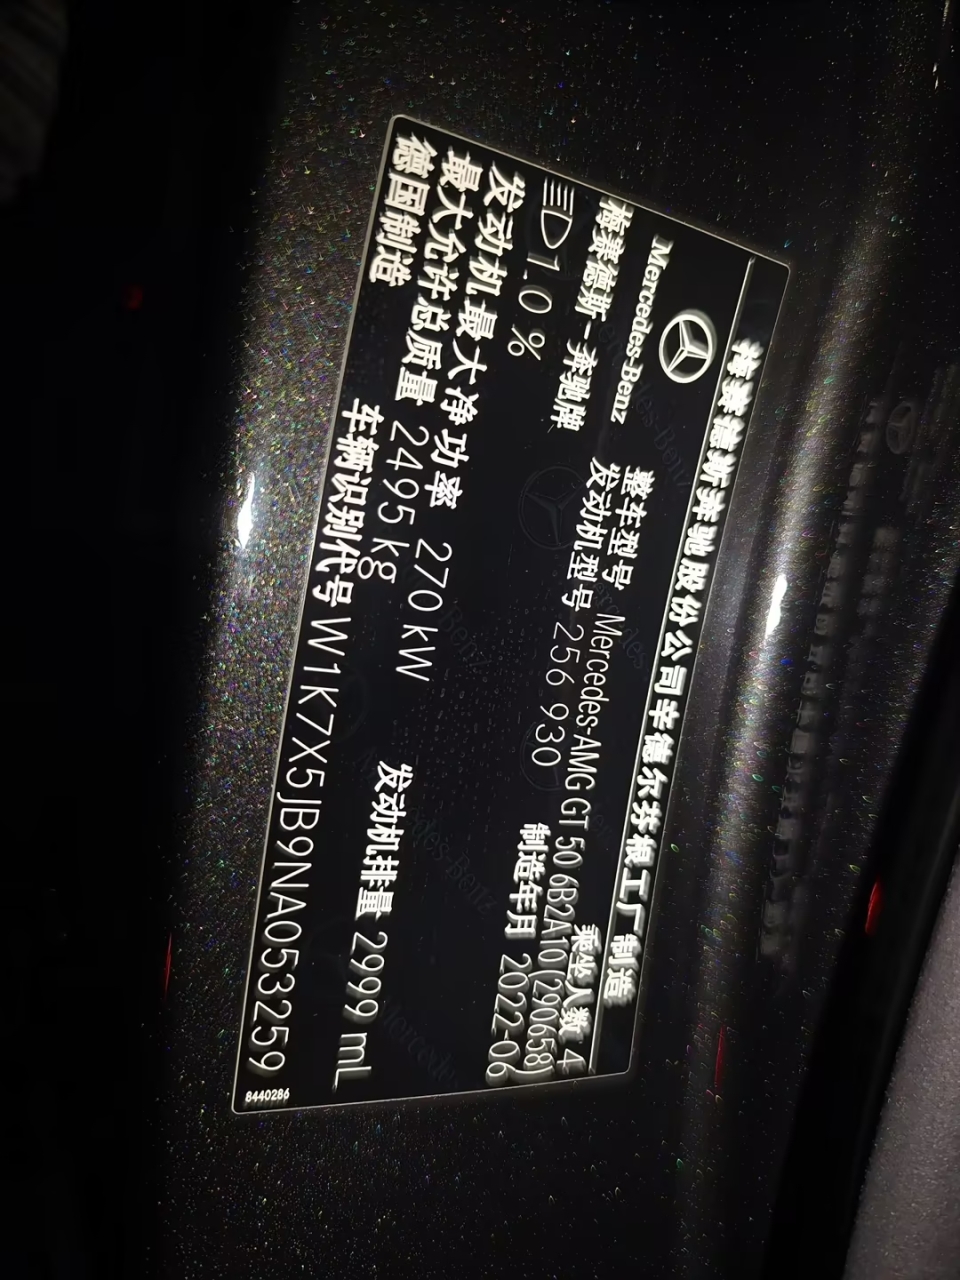 梅赛德斯奔驰股份公司辛德尔芬根工厂制造
Mercedes-Benz
整车型号 Mercedes-AMG GT 50 6B2A10 (290658)
乘坐人数 4
梅赛德斯-奔驰牌
发动机型号 256 930
制造年月 2022-06
10 %
发动机最大净功率 270 kW
发动机排量 2999 mL
最大允许总质量 2495 kg
德国制造
车辆识别代号 W1K7X5JB9NA053259
8440286